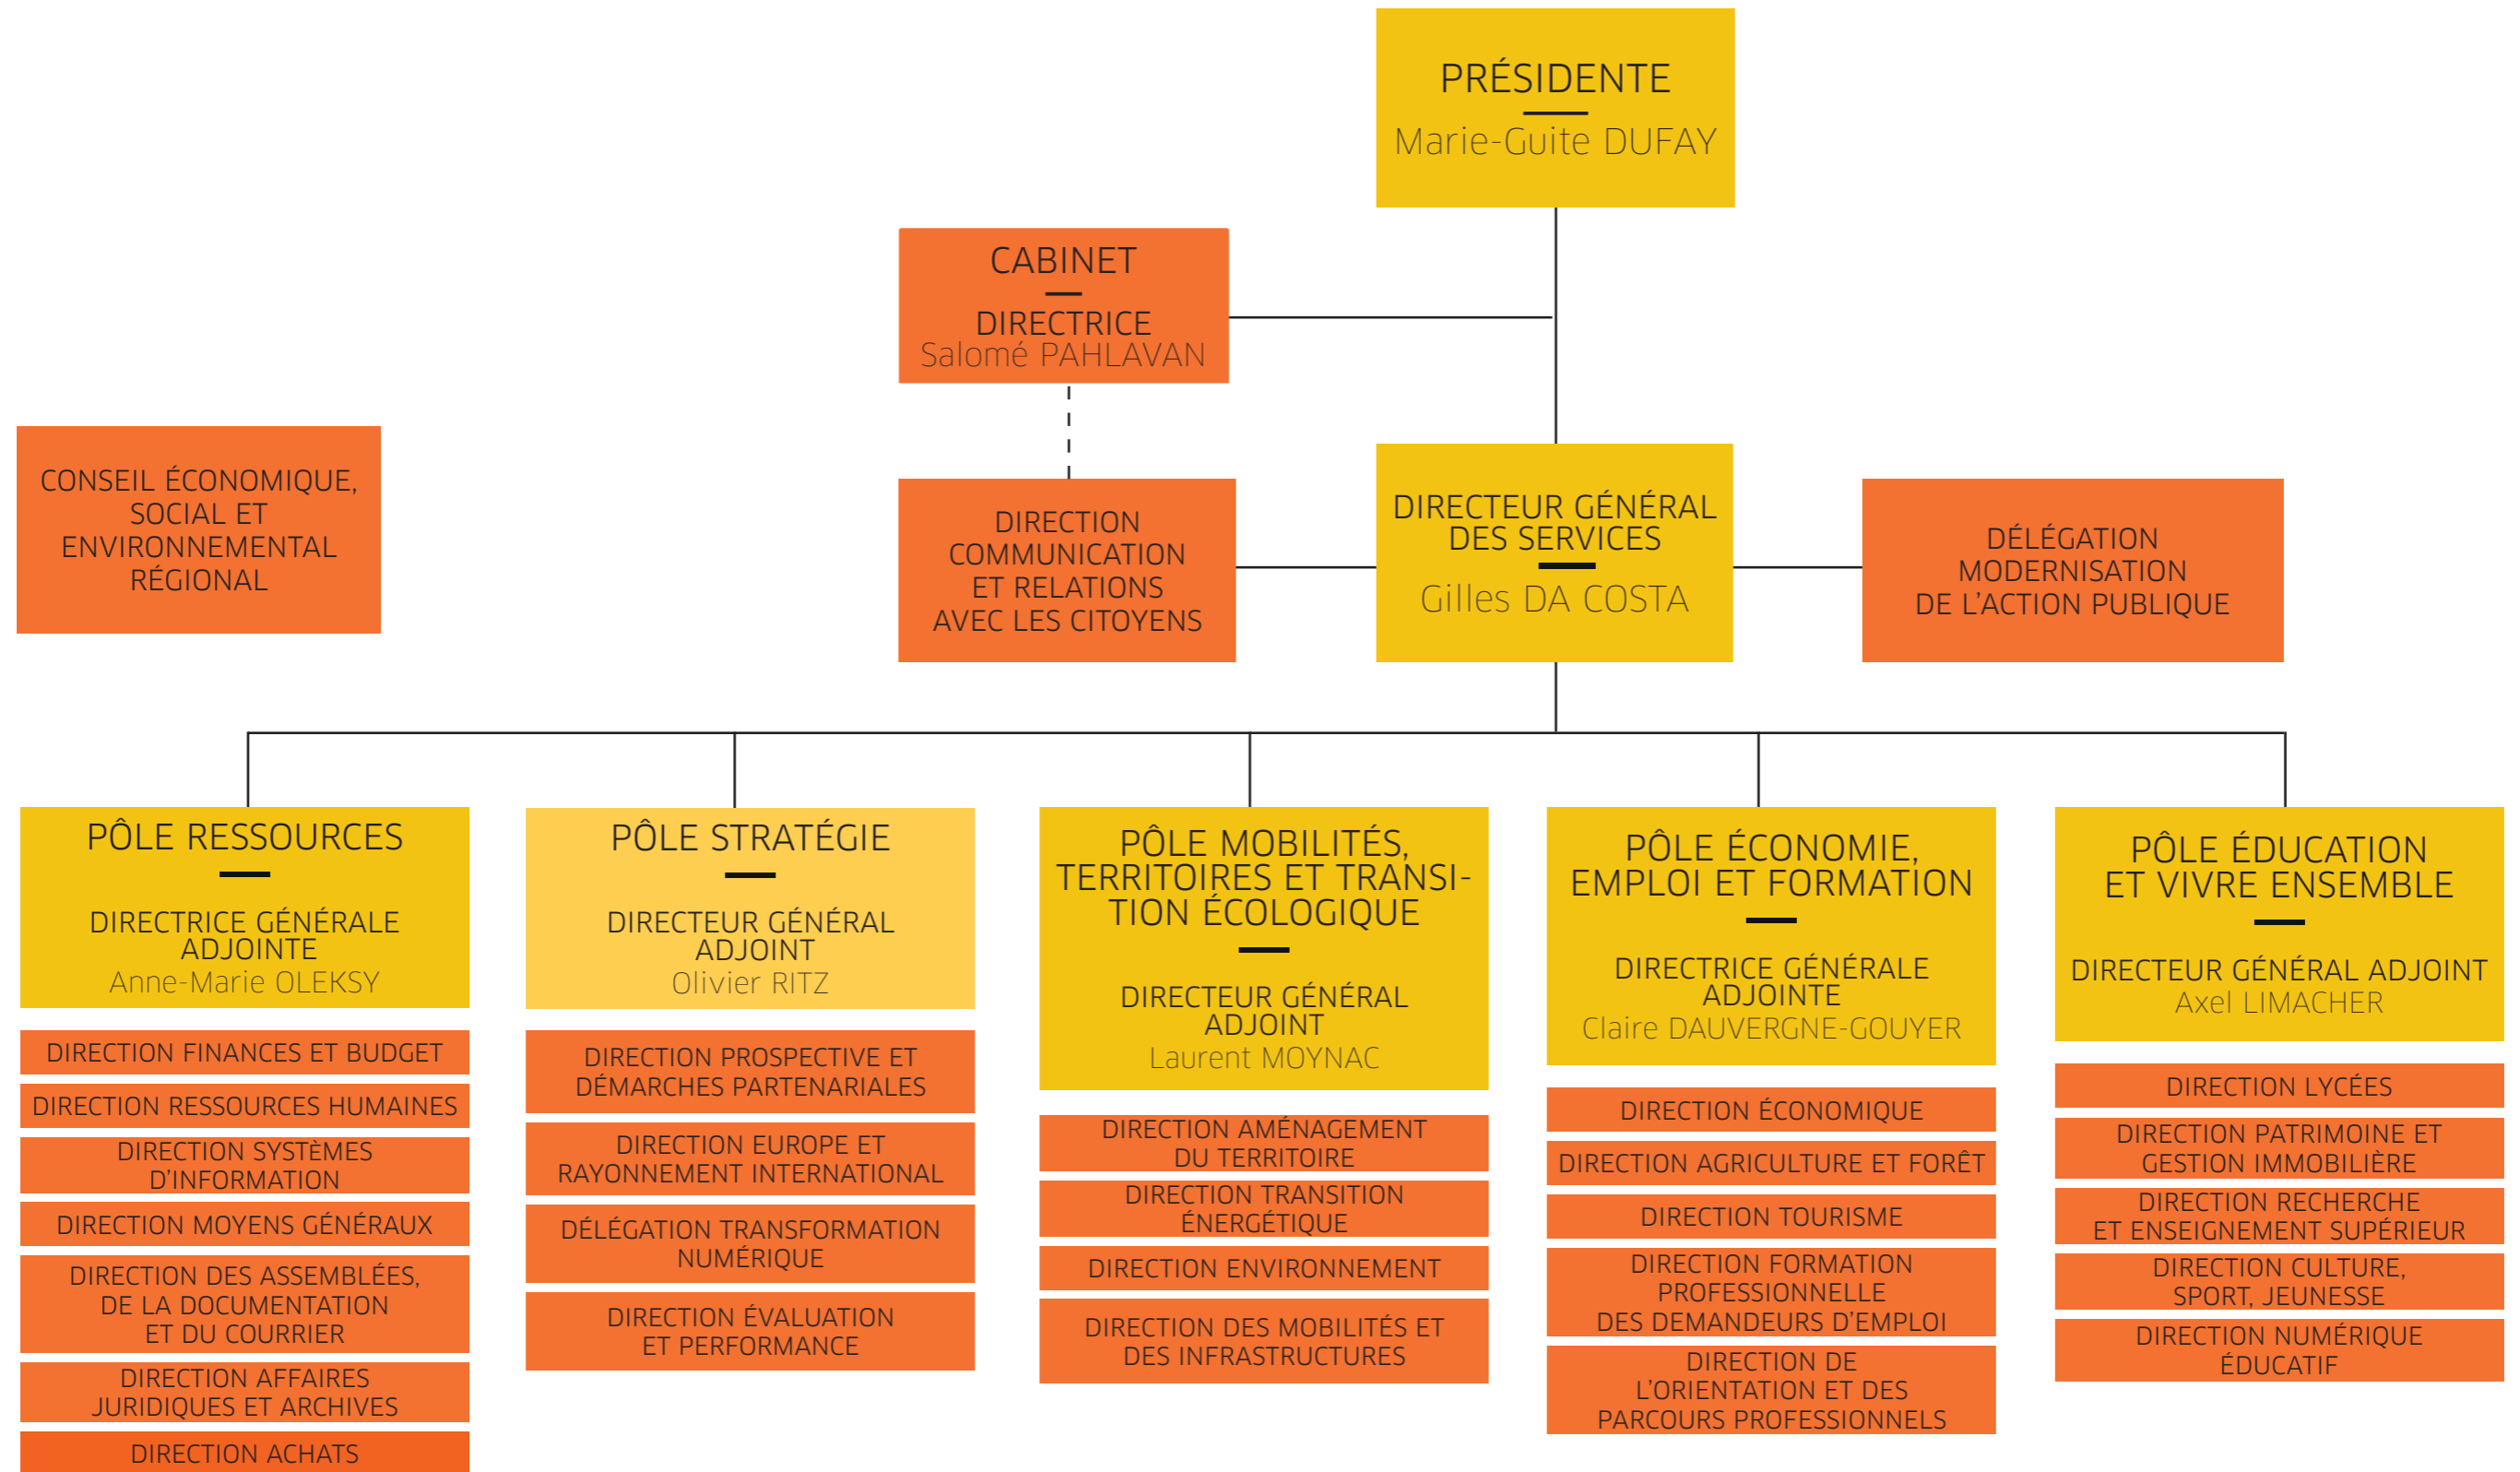 PRÉSIDENTE
Marie-Guite DUFAY
CABINET
DIRECTRICE
Salomé PAHLAVAN
CONSEIL ÉCONOMIQUE,
SOCIAL ET
ENVIRONNEMENTAL
RÉGIONAL
DIRECTION
COMMUNICATION
ET RELATIONS
AVEC LES CITOYENS
DIRECTEUR GÉNÉRAL
DES SERVICES
Gilles DA COSTA
DÉLÉGATION
MODERNISATION
DE L’ACTION PUBLIQUE
PÔLE RESSOURCES
DIRECTRICE GÉNÉRALE
ADJOINTE
Anne-Marie OLEKSY
DIRECTION FINANCES ET BUDGET
DIRECTION RESSOURCES HUMAINES
DIRECTION SYSTÈMES
D’INFORMATION
DIRECTION MOYENS GÉNÉRAUX
DIRECTION DES ASSEMBLÉES,
DE LA DOCUMENTATION
ET DU COURRIER
DIRECTION AFFAIRES
JURIDIQUES ET ARCHIVES
DIRECTION ACHATS
PÔLE STRATÉGIE
DIRECTEUR GÉNÉRAL
ADJOINT
Olivier RITZ
DIRECTION PROSPECTIVE ET
DÉMARCHES PARTENARIALES
DIRECTION EUROPE ET
RAYONNEMENT INTERNATIONAL
DÉLÉGATION TRANSFORMATION
NUMÉRIQUE
DIRECTION ÉVALUATION
ET PERFORMANCE
PÔLE MOBILITÉS,
TERRITOIRES ET TRANSI-
TION ÉCOLOGIQUE
DIRECTEUR GÉNÉRAL
ADJOINT
Laurent MOYNAC
DIRECTION AMÉNAGEMENT
DU TERRITOIRE
DIRECTION TRANSITION
ÉNERGÉTIQUE
DIRECTION ENVIRONNEMENT
DIRECTION DES MOBILITÉS ET
DES INFRASTRUCTURES
PÔLE ÉCONOMIE,
EMPLOI ET FORMATION
DIRECTRICE GÉNÉRALE
ADJOINTE
Claire DAUVERGNE-GOUYER
DIRECTION ÉCONOMIQUE
DIRECTION AGRICULTURE ET FORÊT
DIRECTION TOURISME
DIRECTION FORMATION
PROFESSIONNELLE
DES DEMANDEURS D’EMPLOI
DIRECTION DE
L’ORIENTATION ET DES
PARCOURS PROFESSIONNELS
PÔLE ÉDUCATION
ET VIVRE ENSEMBLE
DIRECTEUR GÉNÉRAL ADJOINT
Axel LIMACHER
DIRECTION LYCÉES
DIRECTION PATRIMOINE ET
GESTION IMMOBILIÈRE
DIRECTION RECHERCHE
ET ENSEIGNEMENT SUPÉRIEUR
DIRECTION CULTURE,
SPORT, JEUNESSE
DIRECTION NUMÉRIQUE
ÉDUCATIF